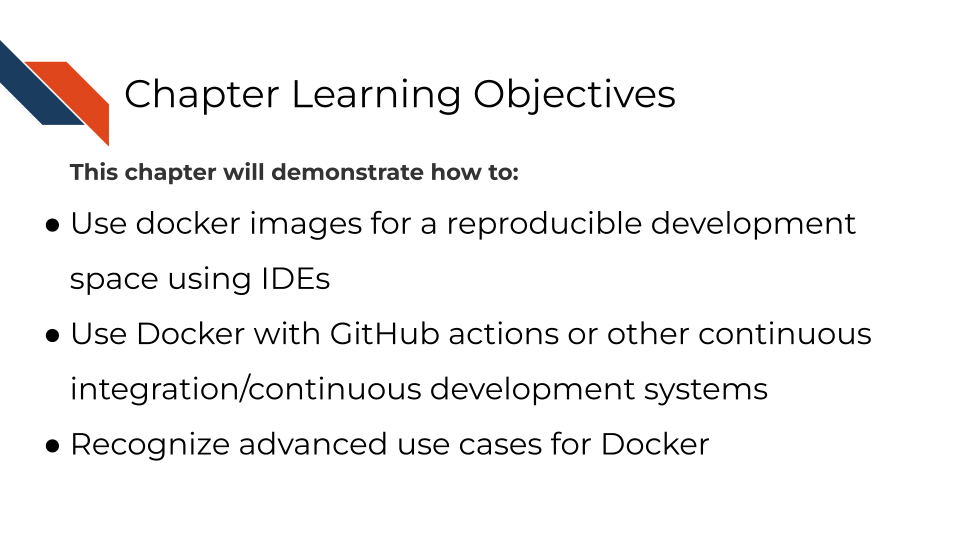 Chapter Learning Objectives
This chapter will demonstrate how to:
● Use docker images for a reproducible development
space using IDEs
● Use Docker with GitHub actions or other continuous
integration/continuous development systems
● Recognize advanced use cases for Docker